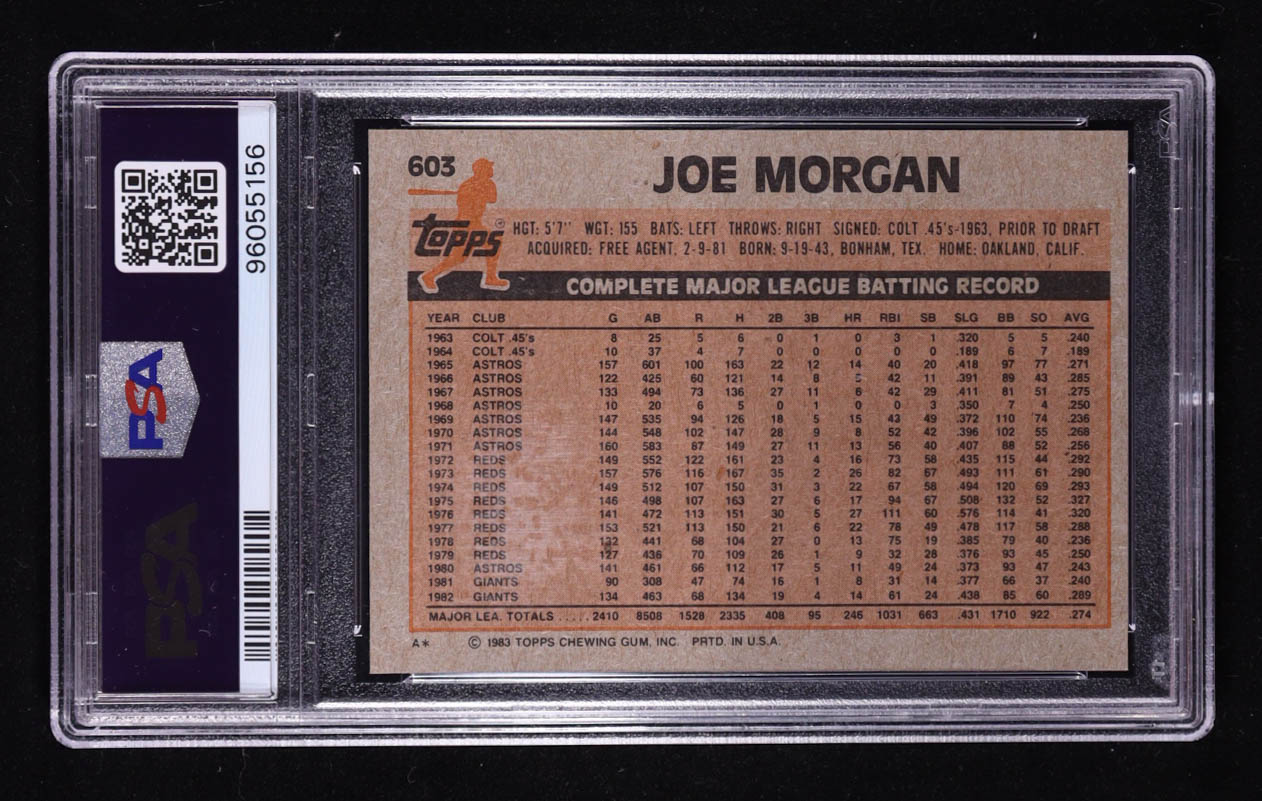 96055156
PSA
PSA
PSA
603
JOE MORGAN
Topps
HGT: 5'7" WGT: 155 BATS: LEFT THROWS: RIGHT SIGNED: COLT .45's-1963, PRIOR TO DRAFT
ACQUIRED: FREE AGENT, 2-9-81 BORN: 9-19-43, BONHAM, TEX. HOME: OAKLAND, CALIF.
COMPLETE MAJOR LEAGUE BATTING RECORD
YEAR CLUB G AB R H 2B 3B HR RBI SB SLG BB SO AVG
1963 COLT .45's 8 25 5 6 0 1 0 3 1 .320 5 5 .240
1964 COLT .45's 10 37 4 7 0 0 0 0 0 .189 6 7 .189
1965 ASTROS 157 601 100 163 22 12 14 40 20 .418 97 77 .271
1966 ASTROS 122 425 60 121 14 8 5 42 11 .391 89 43 .285
1967 ASTROS 133 494 73 136 27 11 6 42 29 .411 81 51 .275
1968 ASTROS 10 20 6 5 0 1 0 0 3 .350 7 4 .250
1969 ASTROS 147 535 94 126 18 5 15 43 49 .372 110 74 .236
1970 ASTROS 144 548 102 147 28 9 8 52 42 .396 102 55 .268
1971 ASTROS 160 583 87 149 27 11 13 56 40 .407 88 52 .256
1972 REDS 149 552 122 161 23 4 16 73 58 .435 115 44 .292
1973 REDS 157 576 116 167 35 2 26 82 67 .493 111 61 .290
1974 REDS 149 512 107 150 31 3 22 67 58 .494 120 69 .293
1975 REDS 146 498 107 163 27 6 17 94 67 .508 132 52 .327
1976 REDS 141 472 113 151 30 5 27 111 60 .576 114 41 .320
1977 REDS 153 521 113 150 21 6 22 78 49 .478 117 58 .288
1978 REDS 132 441 68 104 27 0 13 75 19 .385 79 40 .236
1979 REDS 127 436 70 109 26 1 9 32 28 .376 93 45 .250
1980 ASTROS 141 461 66 112 17 5 11 49 24 .373 93 47 .243
1981 GIANTS 90 308 47 74 16 1 8 31 14 .377 66 37 .240
1982 GIANTS 134 463 68 134 19 4 14 61 24 .438 85 60 .289
MAJOR LEA. TOTALS ..... 2410 8508 1528 2335 408 95 246 1031 663 .431 1710 922 .274
A* © 1983 TOPPS CHEWING GUM, INC. PRTD. IN U.S.A.